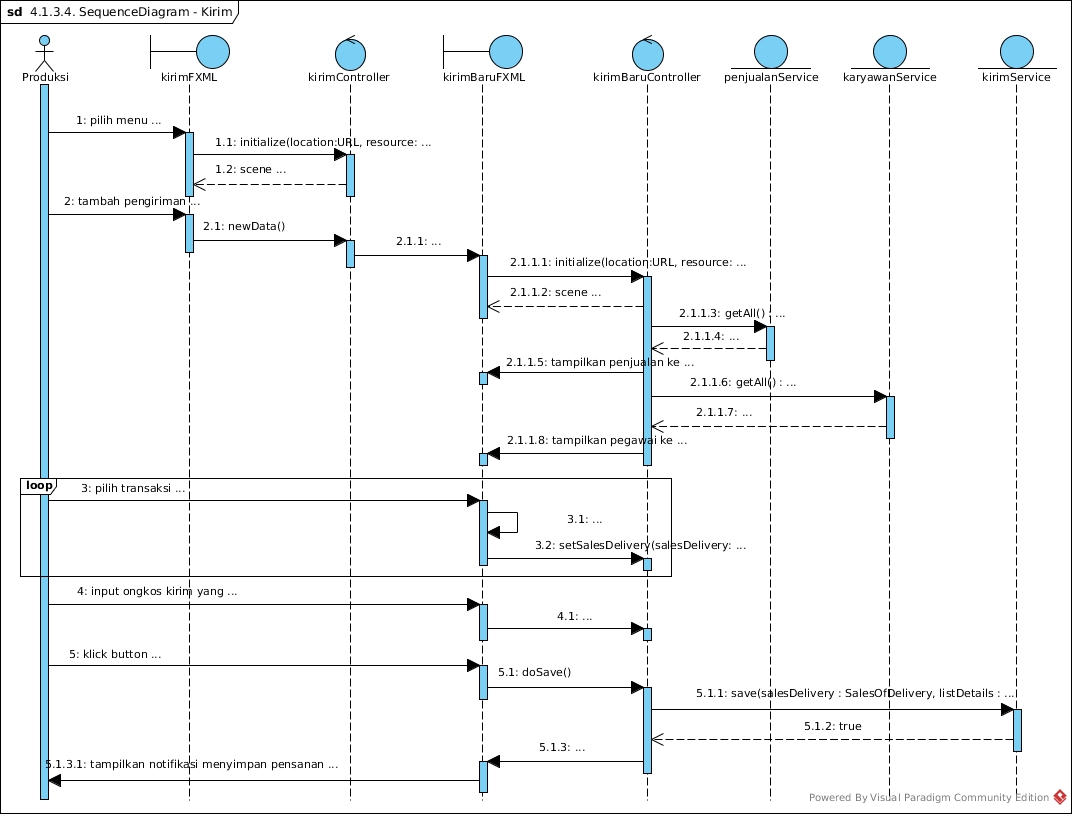 sd 4.1.3.4. SequenceDiagram - Kirim
Produksi
kirimFXML
kirimController
kirimBaruFXML
kirimBaruController
penjualanService
karyawanService
kirimService
1: pilih menu ...
1.1: initialize(location:URL, resource: ...
1.2: scene ...
2: tambah pengiriman ...
2.1: newData()
2.1.1: ...
2.1.1.1: initialize(location:URL, resource: ...
2.1.1.2: scene ...
2.1.1.3: getAll() : ...
2.1.1.4: ...
2.1.1.5: tampilkan penjualan ke ...
2.1.1.6: getAll() : ...
2.1.1.7: ...
2.1.1.8: tampilkan pegawai ke ...
loop
3: pilih transaksi ...
3.1: ...
3.2: setSalesDelivery(salesDelivery: ...
4: input ongkos kirim yang ...
4.1: ...
5: klick button ...
5.1: doSave()
5.1.1: save(salesDelivery : SalesOfDelivery, listDetails : ...
5.1.2: true
5.1.3: ...
5.1.3.1: tampilkan notifikasi menyimpan pensanan ...
Powered By Visual Paradigm Community Edition